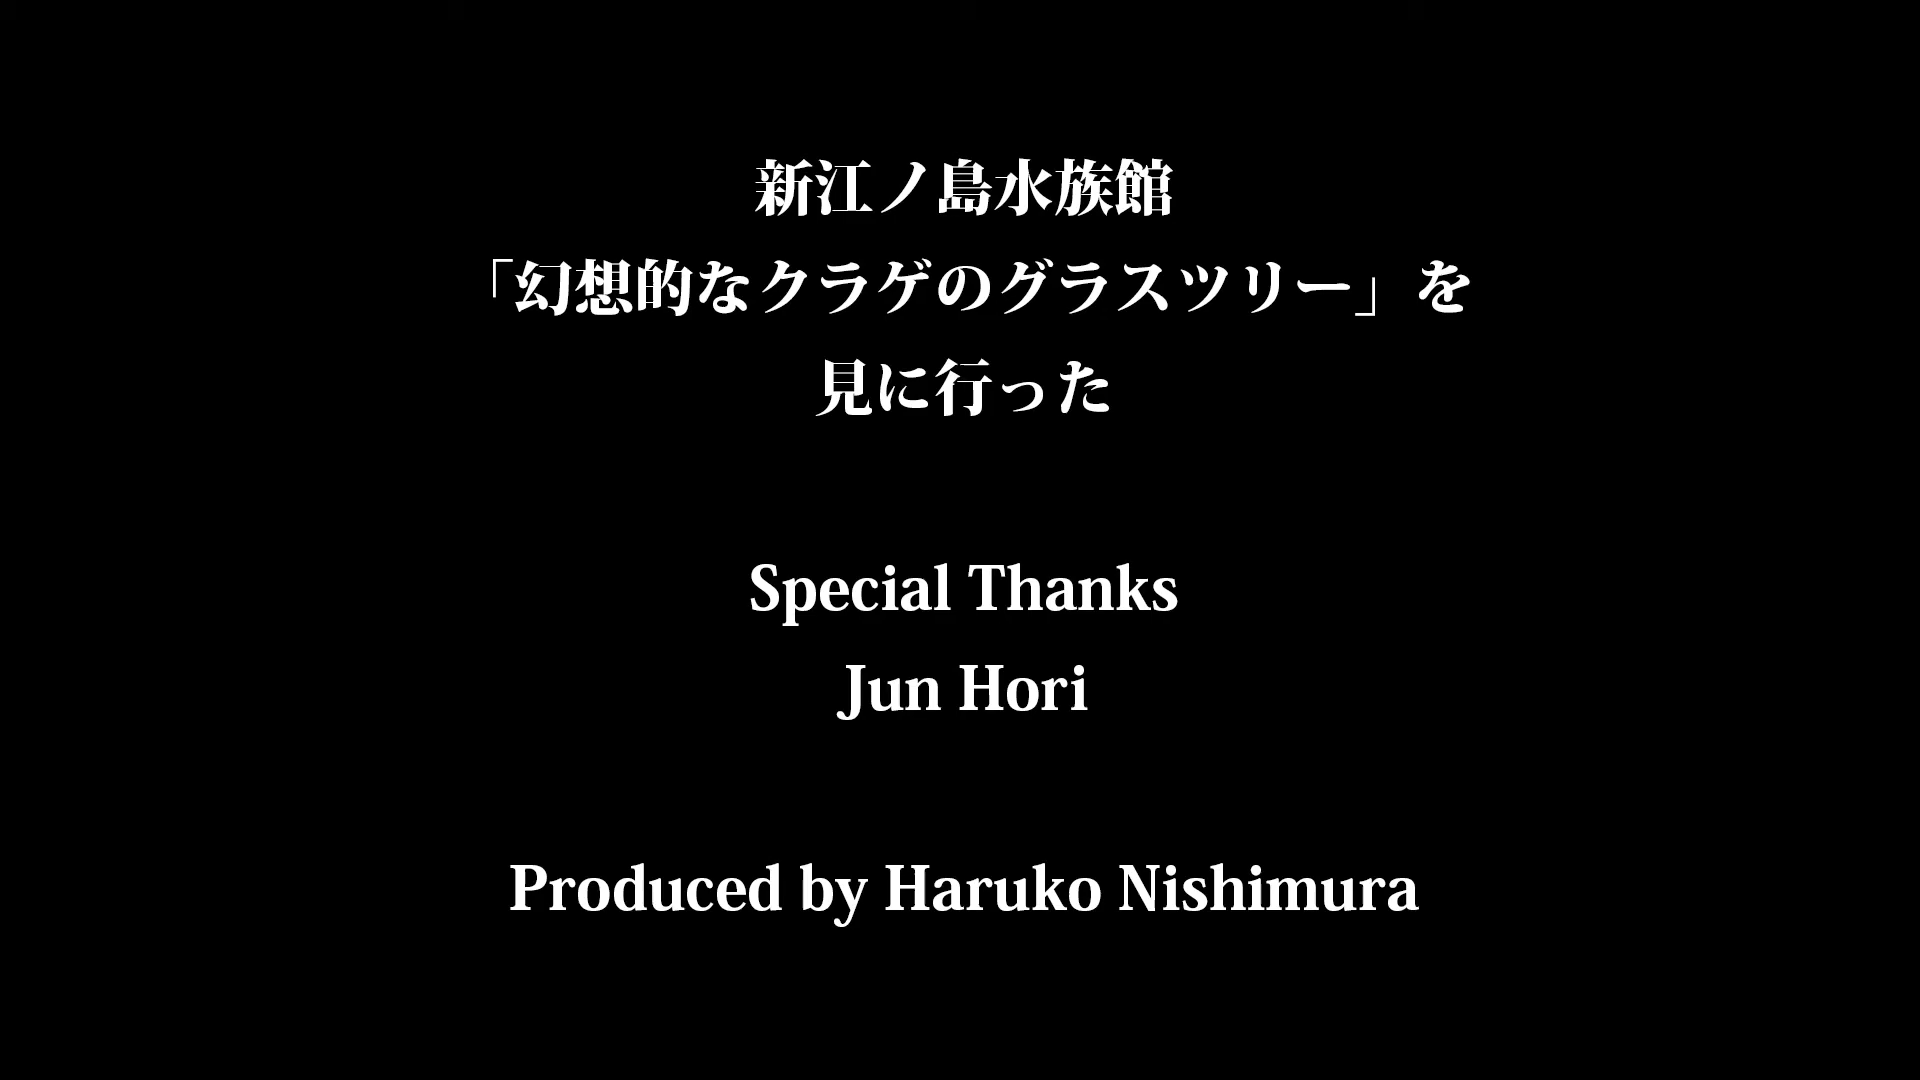 新江ノ島水族館
「幻想的なクラゲのグラスツリー」を
見に行った
Special Thanks
Jun Hori
Produced by Haruko Nishimura